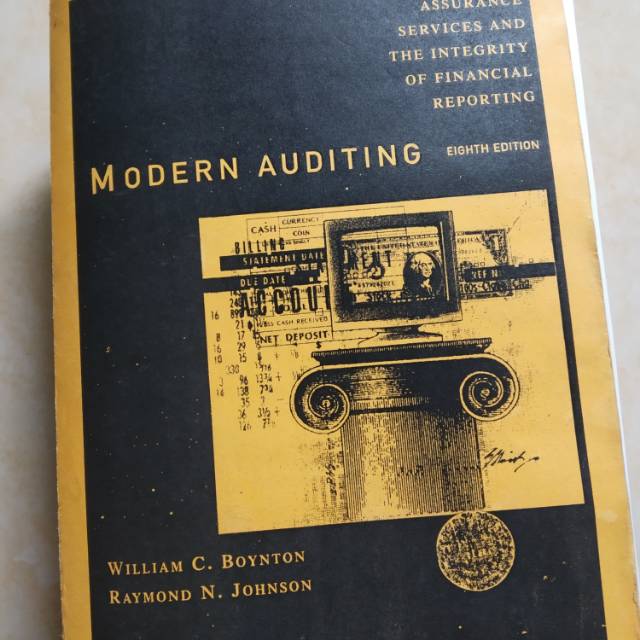 ASSURANCE
SERVICES AND
THE INTEGRITY
OF FINANCIAL
REPORTING
MODERN AUDITING EIGHTH EDITION
CASH
CURRENCY
COIN
BILLING
STATEMENT DATE
DUE DATE
ACCOU
LESS CASH RECEIVED
NET DEPOSIT
WILLIAM C. BOYNTON
RAYMOND N. JOHNSON